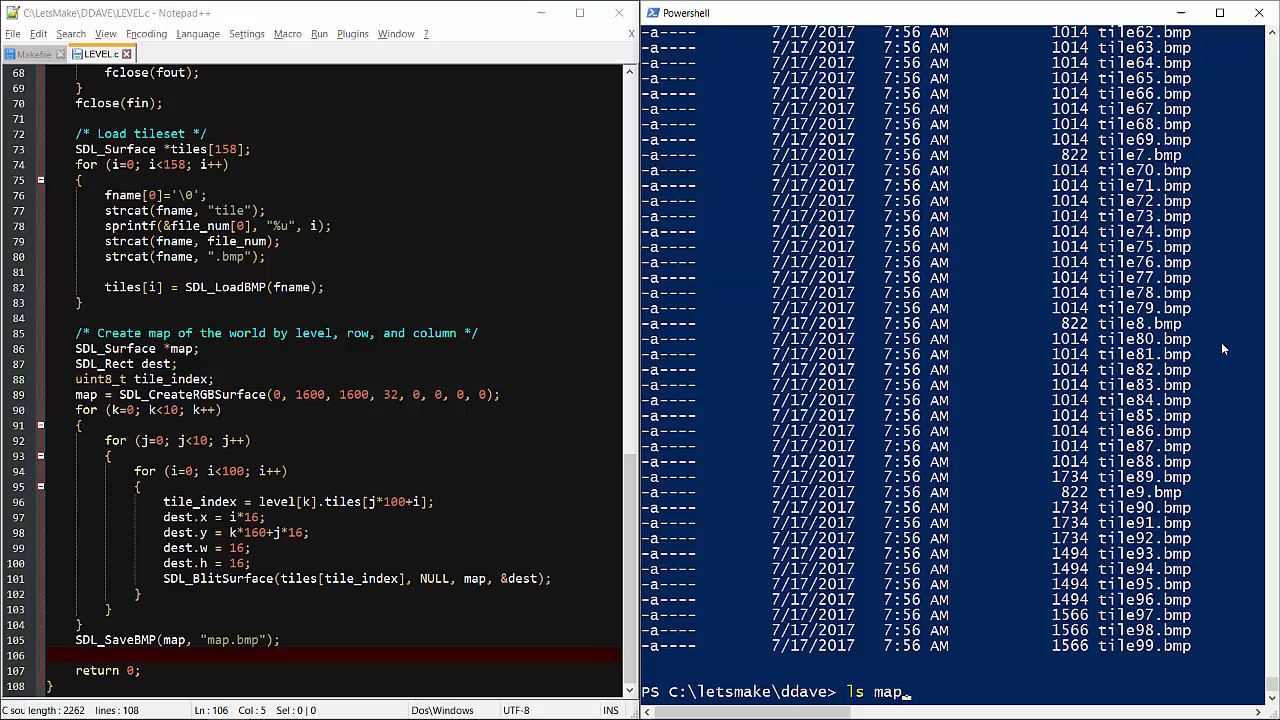 C:\LetsMake\DDAVE\LEVEL.c - Notepad++
File Edit Search View Encoding Language Settings Macro Run Plugins Window ? X
Makefile LEVEL.c
68 fclose(fout);
69 }
70 fclose(fin);
71
72 /* Load tileset */
73 SDL_Surface *tiles[158];
74 for (i=0; i<158; i++)
75 {
76 fname[0]='\0';
77 strcat(fname, "tile");
78 sprintf(&file_num[0], "%u", i);
79 strcat(fname, file_num);
80 strcat(fname, ".bmp");
81
82 tiles[i] = SDL_LoadBMP(fname);
83 }
84
85 /* Create map of the world by level, row, and column */
86 SDL_Surface *map;
87 SDL_Rect dest;
88 uint8_t tile_index;
89 map = SDL_CreateRGBSurface(0, 1600, 1600, 32, 0, 0, 0, 0);
90 for (k=0; k<10; k++)
91 {
92 for (j=0; j<10; j++)
93 {
94 for (i=0; i<100; i++)
95 {
96 tile_index = level[k].tiles[j*100+i];
97 dest.x = i*16;
98 dest.y = k*160+j*16;
99 dest.w = 16;
100 dest.h = 16;
101 SDL_BlitSurface(tiles[tile_index], NULL, map, &dest);
102 }
103 }
104 }
105 SDL_SaveBMP(map, "map.bmp");
106
107 return 0;
108 }
C sou length : 2262 lines : 108 Ln : 106 Col : 5 Sel : 0 | 0 Dos\Windows UTF-8 INS
Powershell
-a---- 7/17/2017 7:56 AM 1014 tile62.bmp
-a---- 7/17/2017 7:56 AM 1014 tile63.bmp
-a---- 7/17/2017 7:56 AM 1014 tile64.bmp
-a---- 7/17/2017 7:56 AM 1014 tile65.bmp
-a---- 7/17/2017 7:56 AM 1014 tile66.bmp
-a---- 7/17/2017 7:56 AM 1014 tile67.bmp
-a---- 7/17/2017 7:56 AM 1014 tile68.bmp
-a---- 7/17/2017 7:56 AM 1014 tile69.bmp
-a---- 7/17/2017 7:56 AM 822 tile7.bmp
-a---- 7/17/2017 7:56 AM 1014 tile70.bmp
-a---- 7/17/2017 7:56 AM 1014 tile71.bmp
-a---- 7/17/2017 7:56 AM 1014 tile72.bmp
-a---- 7/17/2017 7:56 AM 1014 tile73.bmp
-a---- 7/17/2017 7:56 AM 1014 tile74.bmp
-a---- 7/17/2017 7:56 AM 1014 tile75.bmp
-a---- 7/17/2017 7:56 AM 1014 tile76.bmp
-a---- 7/17/2017 7:56 AM 1014 tile77.bmp
-a---- 7/17/2017 7:56 AM 1014 tile78.bmp
-a---- 7/17/2017 7:56 AM 1014 tile79.bmp
-a---- 7/17/2017 7:56 AM 822 tile8.bmp
-a---- 7/17/2017 7:56 AM 1014 tile80.bmp
-a---- 7/17/2017 7:56 AM 1014 tile81.bmp
-a---- 7/17/2017 7:56 AM 1014 tile82.bmp
-a---- 7/17/2017 7:56 AM 1014 tile83.bmp
-a---- 7/17/2017 7:56 AM 1014 tile84.bmp
-a---- 7/17/2017 7:56 AM 1014 tile85.bmp
-a---- 7/17/2017 7:56 AM 1014 tile86.bmp
-a---- 7/17/2017 7:56 AM 1014 tile87.bmp
-a---- 7/17/2017 7:56 AM 1014 tile88.bmp
-a---- 7/17/2017 7:56 AM 1734 tile89.bmp
-a---- 7/17/2017 7:56 AM 822 tile9.bmp
-a---- 7/17/2017 7:56 AM 1734 tile90.bmp
-a---- 7/17/2017 7:56 AM 1734 tile91.bmp
-a---- 7/17/2017 7:56 AM 1734 tile92.bmp
-a---- 7/17/2017 7:56 AM 1494 tile93.bmp
-a---- 7/17/2017 7:56 AM 1494 tile94.bmp
-a---- 7/17/2017 7:56 AM 1494 tile95.bmp
-a---- 7/17/2017 7:56 AM 1494 tile96.bmp
-a---- 7/17/2017 7:56 AM 1566 tile97.bmp
-a---- 7/17/2017 7:56 AM 1566 tile98.bmp
-a---- 7/17/2017 7:56 AM 1566 tile99.bmp
PS C:\letsmake\ddave> ls map